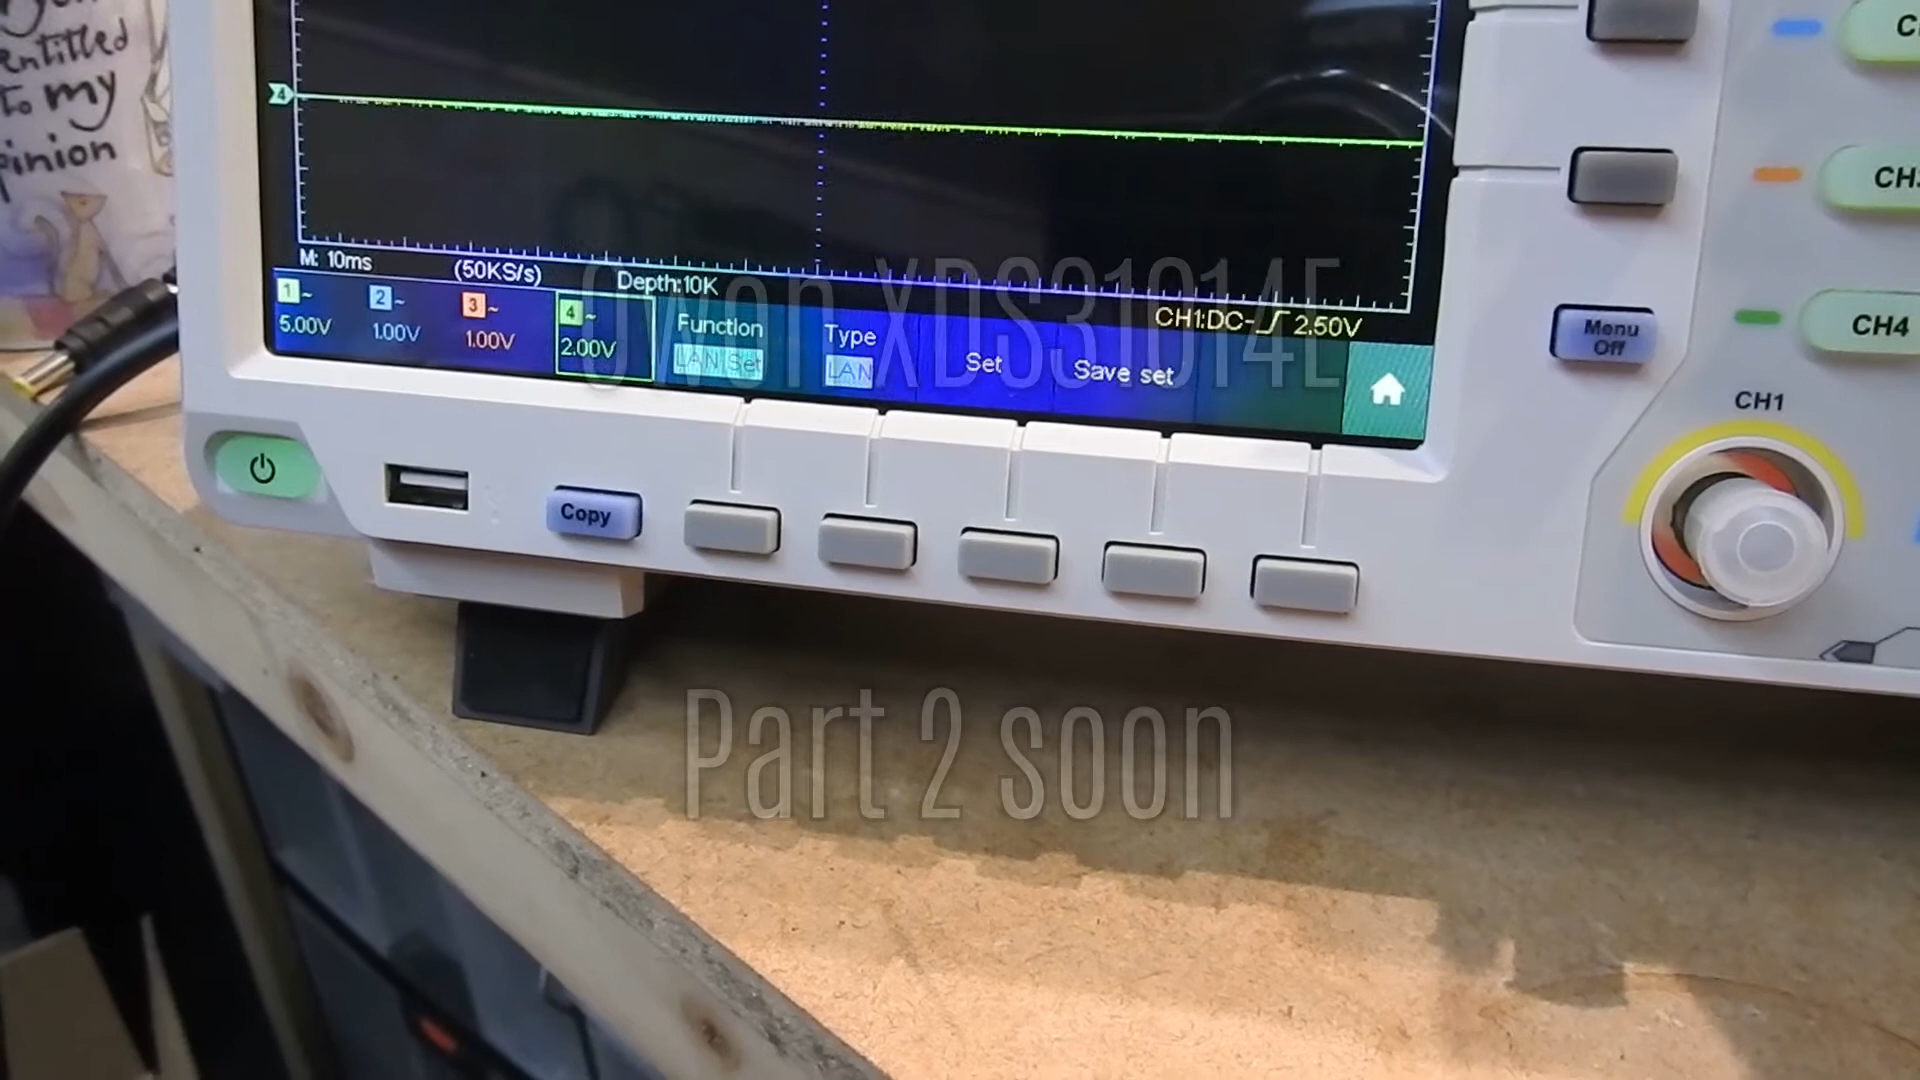 entitled
to my
pinion
4
M: 10ms
(50KS/s)
Depth:10K
CH1:DC- 2.50V
1~
5.00V
2~
1.00V
3~
1.00V
4~
2.00V
Function
LAN Set
Type
LAN
Set
Save set
Owon XDS31014E
Copy
Menu
Off
CH4
CH1
Part 2 soon